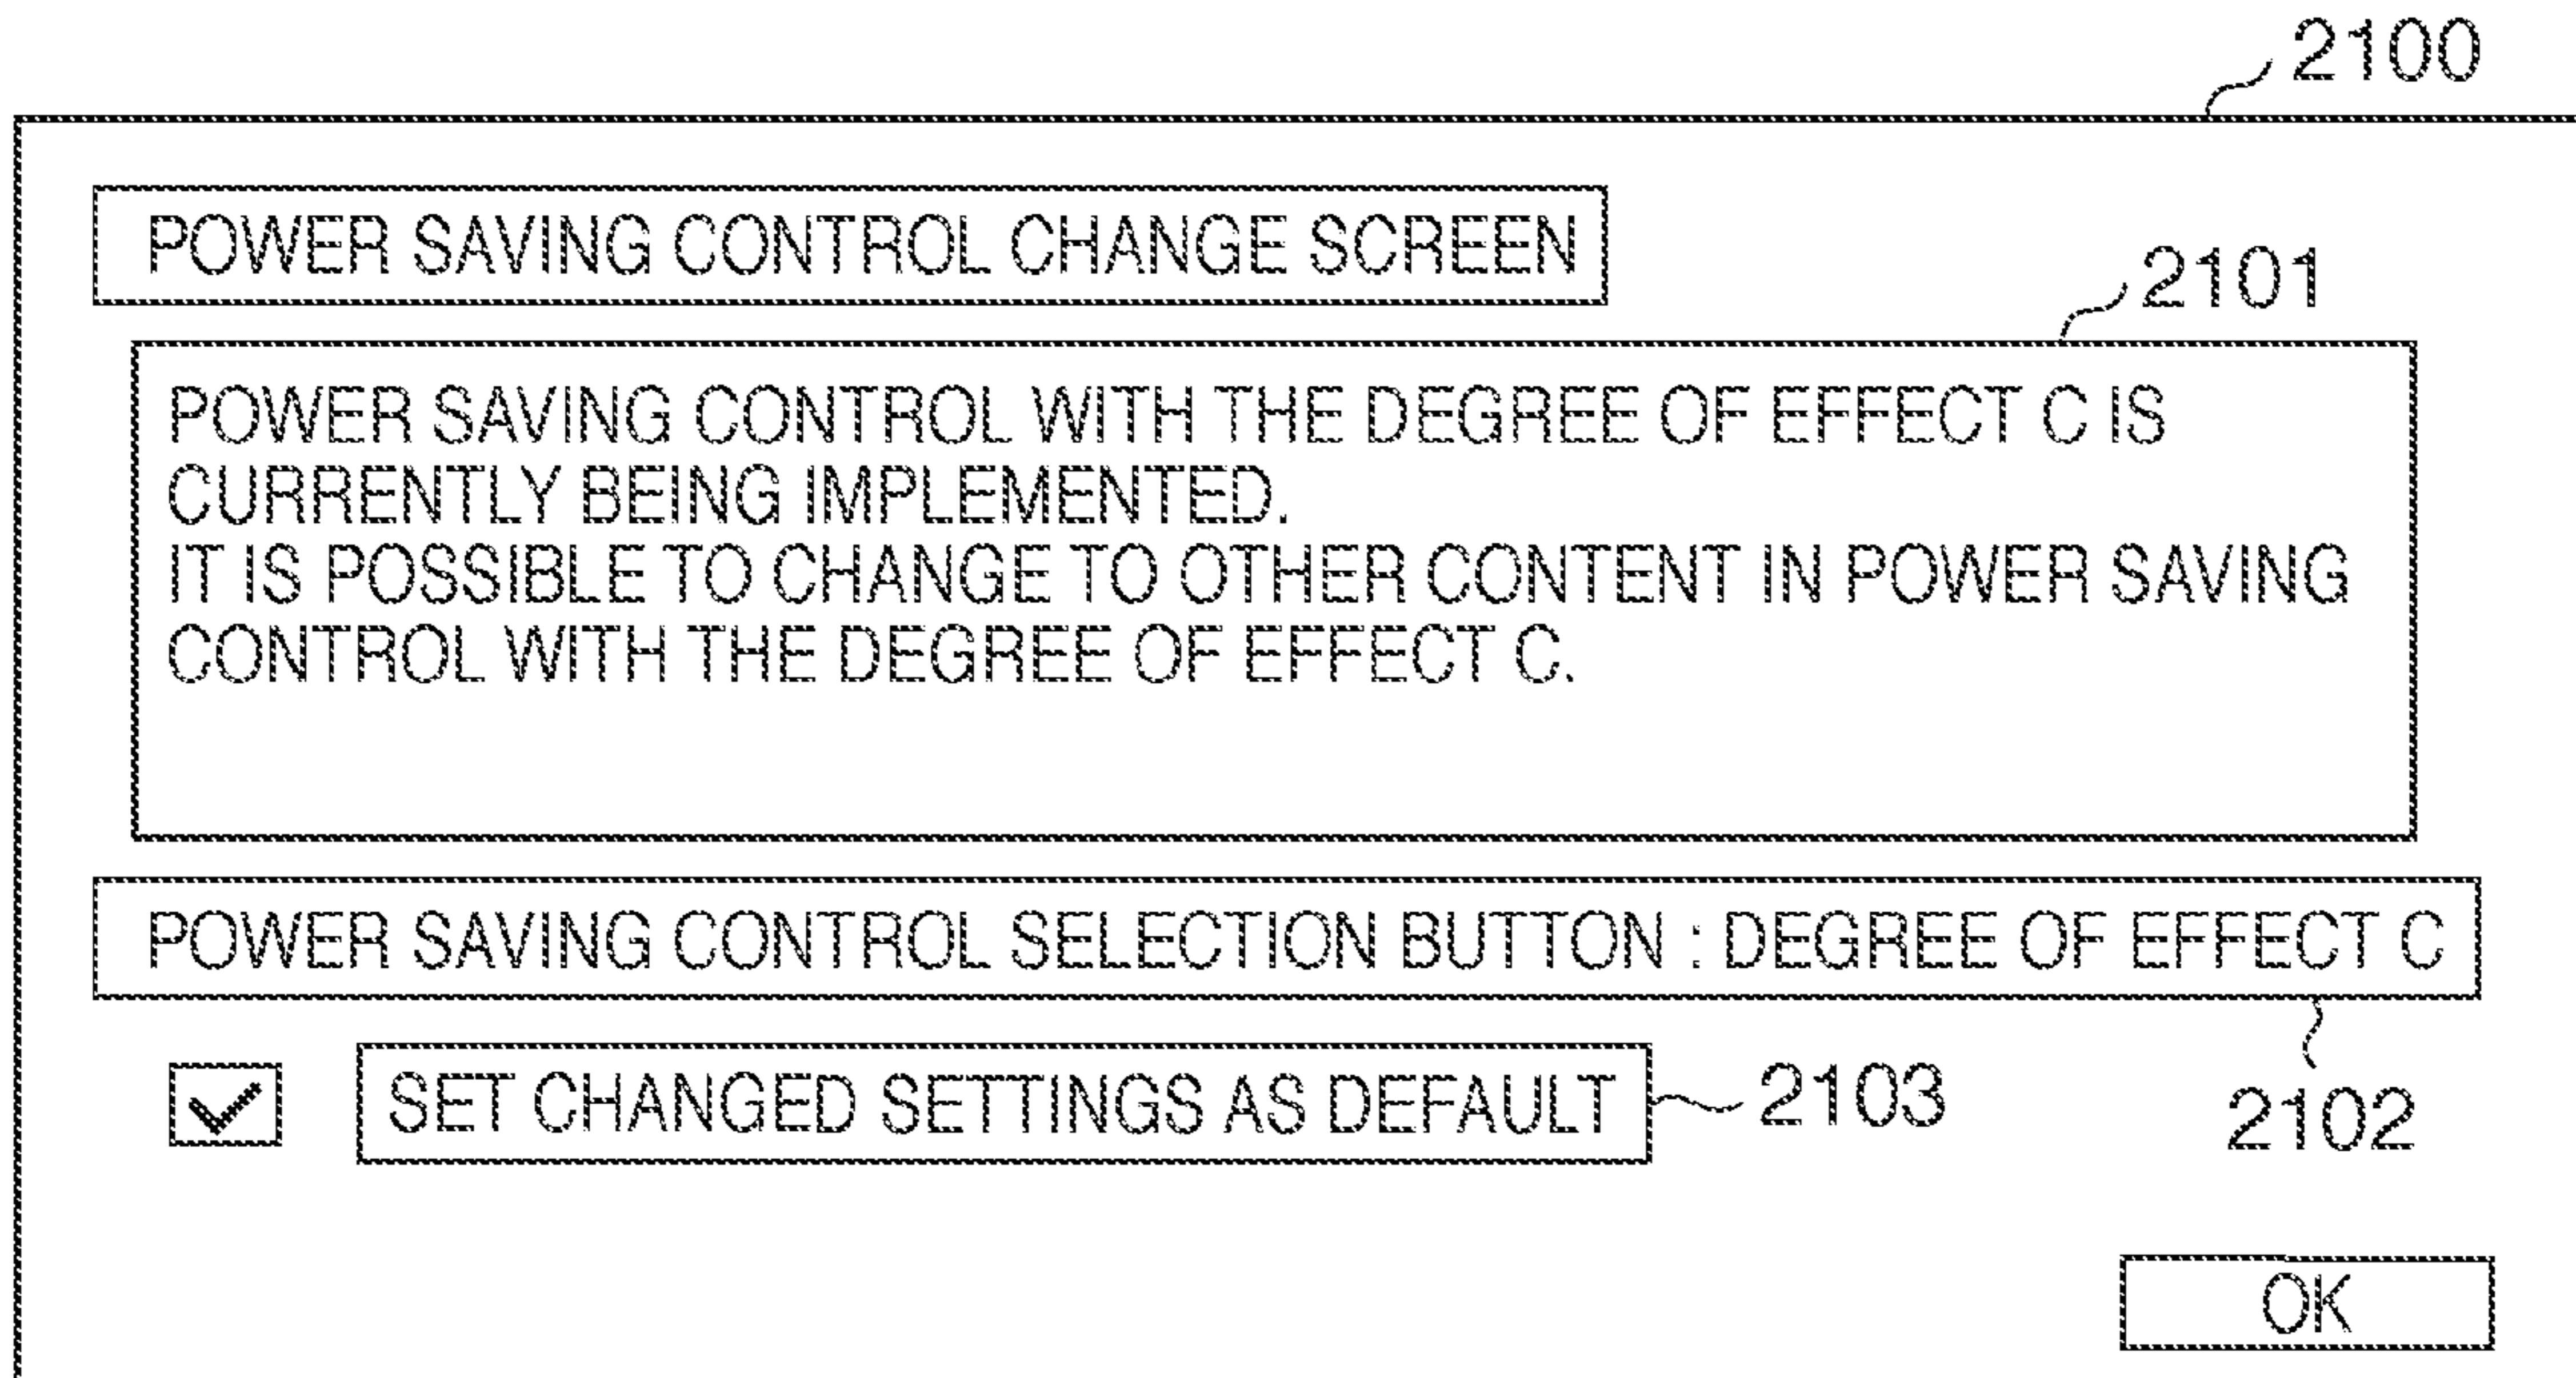 2100
POWER SAVING CONTROL CHANGE SCREEN
2101
POWER SAVING CONTROL WITH THE DEGREE OF EFFECT C IS
CURRENTLY BEING IMPLEMENTED.
IT IS POSSIBLE TO CHANGE TO OTHER CONTENT IN POWER SAVING
CONTROL WITH THE DEGREE OF EFFECT C.
POWER SAVING CONTROL SELECTION BUTTON : DEGREE OF EFFECT C
SET CHANGED SETTINGS AS DEFAULT
2103
2102
OK